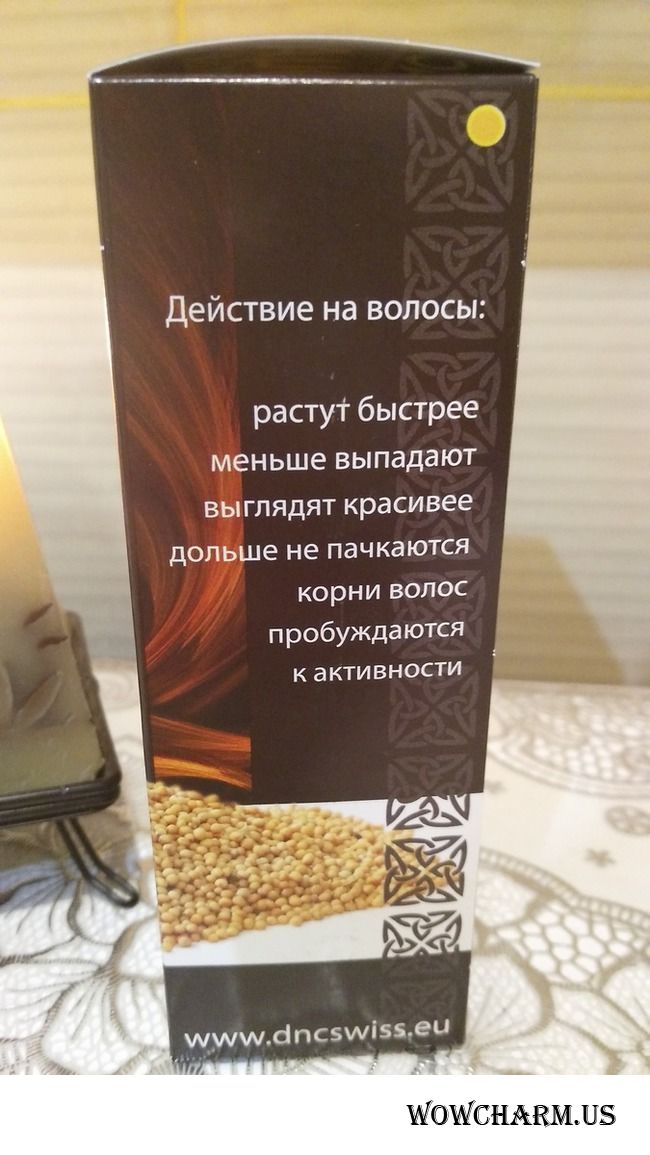 Действие на волосы:
растут быстрее
меньше выпадают
выглядят красивее
дольше не пачкаются
корни волос
пробуждаются
к активности
www.dncswiss.eu
WOWCHARM.US